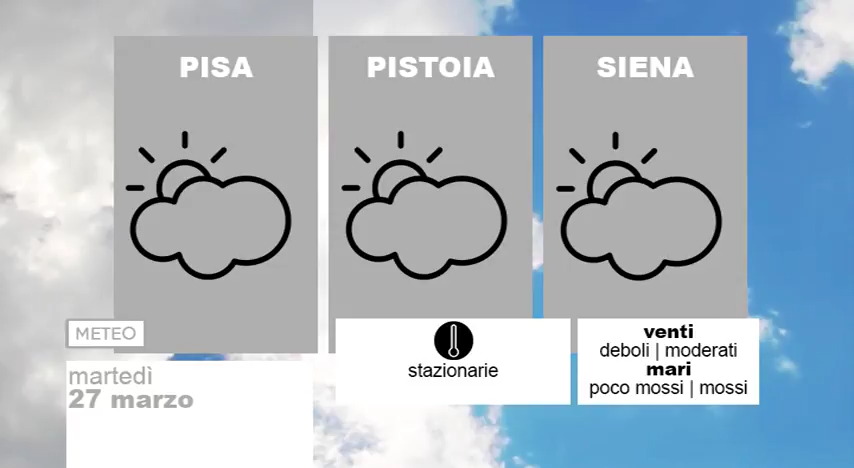 PISA
PISTOIA
SIENA
METEO
martedì
27 marzo
stazionarie
venti
deboli | moderati
mari
poco mossi | mossi